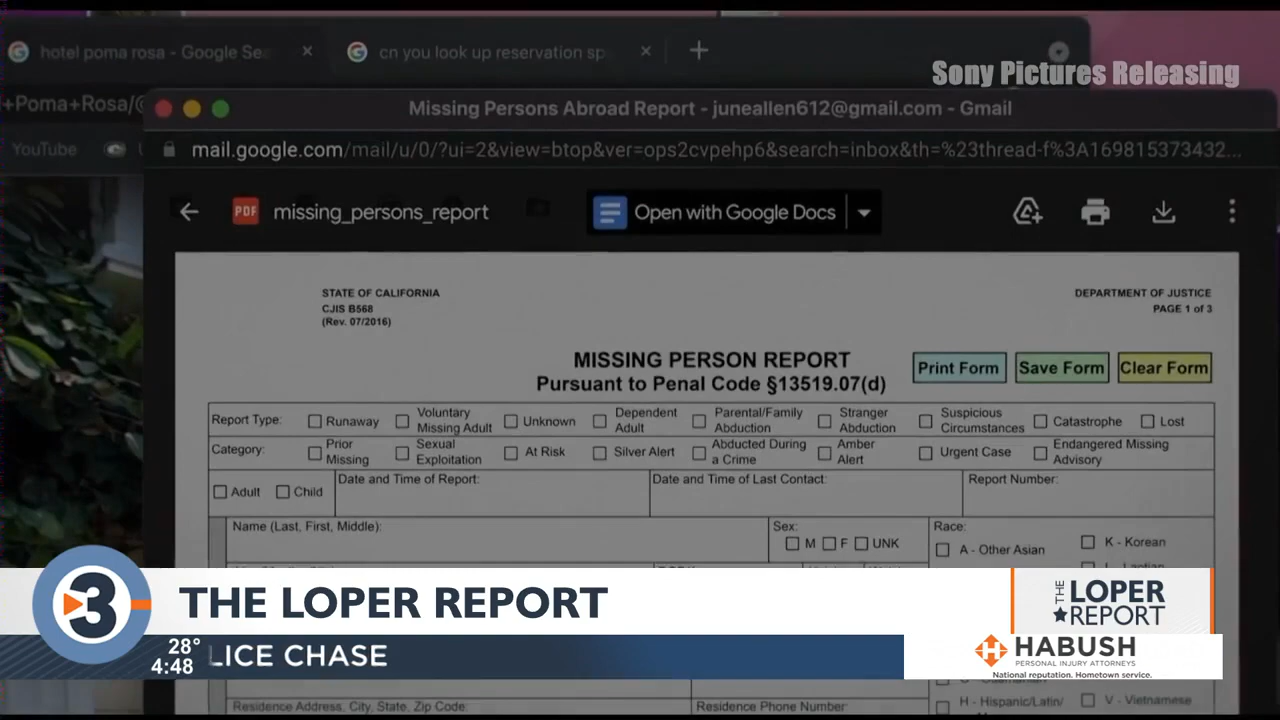 hotel poma rosa - Google Sea
cn you look up reservation sp
Sony Pictures Releasing
+Poma+Rosa/@
Missing Persons Abroad Report - juneallen612@gmail.com - Gmail
YouTube
mail.google.com/mail/u/0/?ui=2&view=btop&ver=ops2cvpehp6&search=inbox&th=%23thread-f%3A169815373432...
PDF missing_persons_report
Open with Google Docs
STATE OF CALIFORNIA
CJIS B568
(Rev. 07/2016)
DEPARTMENT OF JUSTICE
PAGE 1 of 3
MISSING PERSON REPORT
Pursuant to Penal Code §13519.07(d)
Print Form Save Form Clear Form
Report Type: Runaway Voluntary Missing Adult Unknown Dependent Adult Parental/Family Abduction Stranger Abduction Suspicious Circumstances Catastrophe Lost
Category: Prior Missing Sexual Exploitation At Risk Silver Alert Abducted During a Crime Amber Alert Urgent Case Endangered Missing Advisory
Adult Child Date and Time of Report: Date and Time of Last Contact: Report Number:
Name (Last, First, Middle): Sex: M F UNK Race:
A - Other Asian K - Korean
3
THE LOPER REPORT
THE
LOPER
REPORT
28°
4:48
LICE CHASE
HABUSH
PERSONAL INJURY ATTORNEYS
National reputation. Hometown service.
Residence Address, City, State, Zip Code: Residence Phone Number: H - Hispanic/Latin/ V - Vietnamese